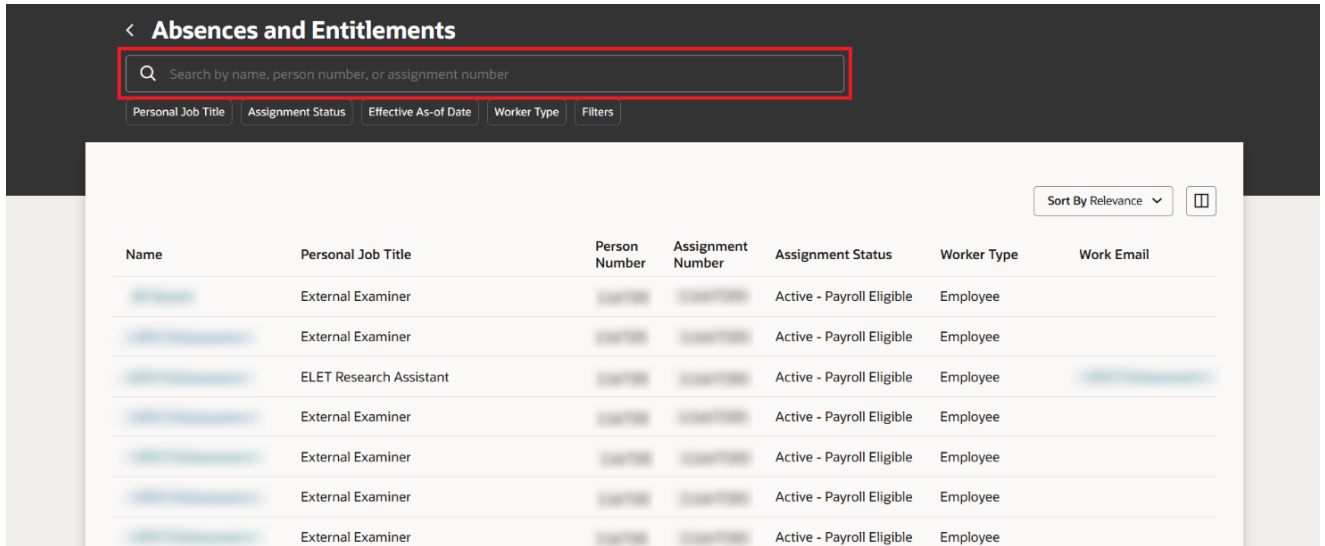 Absences and Entitlements
Search by name, person number, or assignment number
Personal Job Title Assignment Status Effective As-of Date Worker Type Filters
Sort By Relevance
Name Personal Job Title Person Number Assignment Number Assignment Status Worker Type Work Email
External Examiner Active - Payroll Eligible Employee
External Examiner Active - Payroll Eligible Employee
ELET Research Assistant Active - Payroll Eligible Employee
External Examiner Active - Payroll Eligible Employee
External Examiner Active - Payroll Eligible Employee
External Examiner Active - Payroll Eligible Employee
External Examiner Active - Payroll Eligible Employee